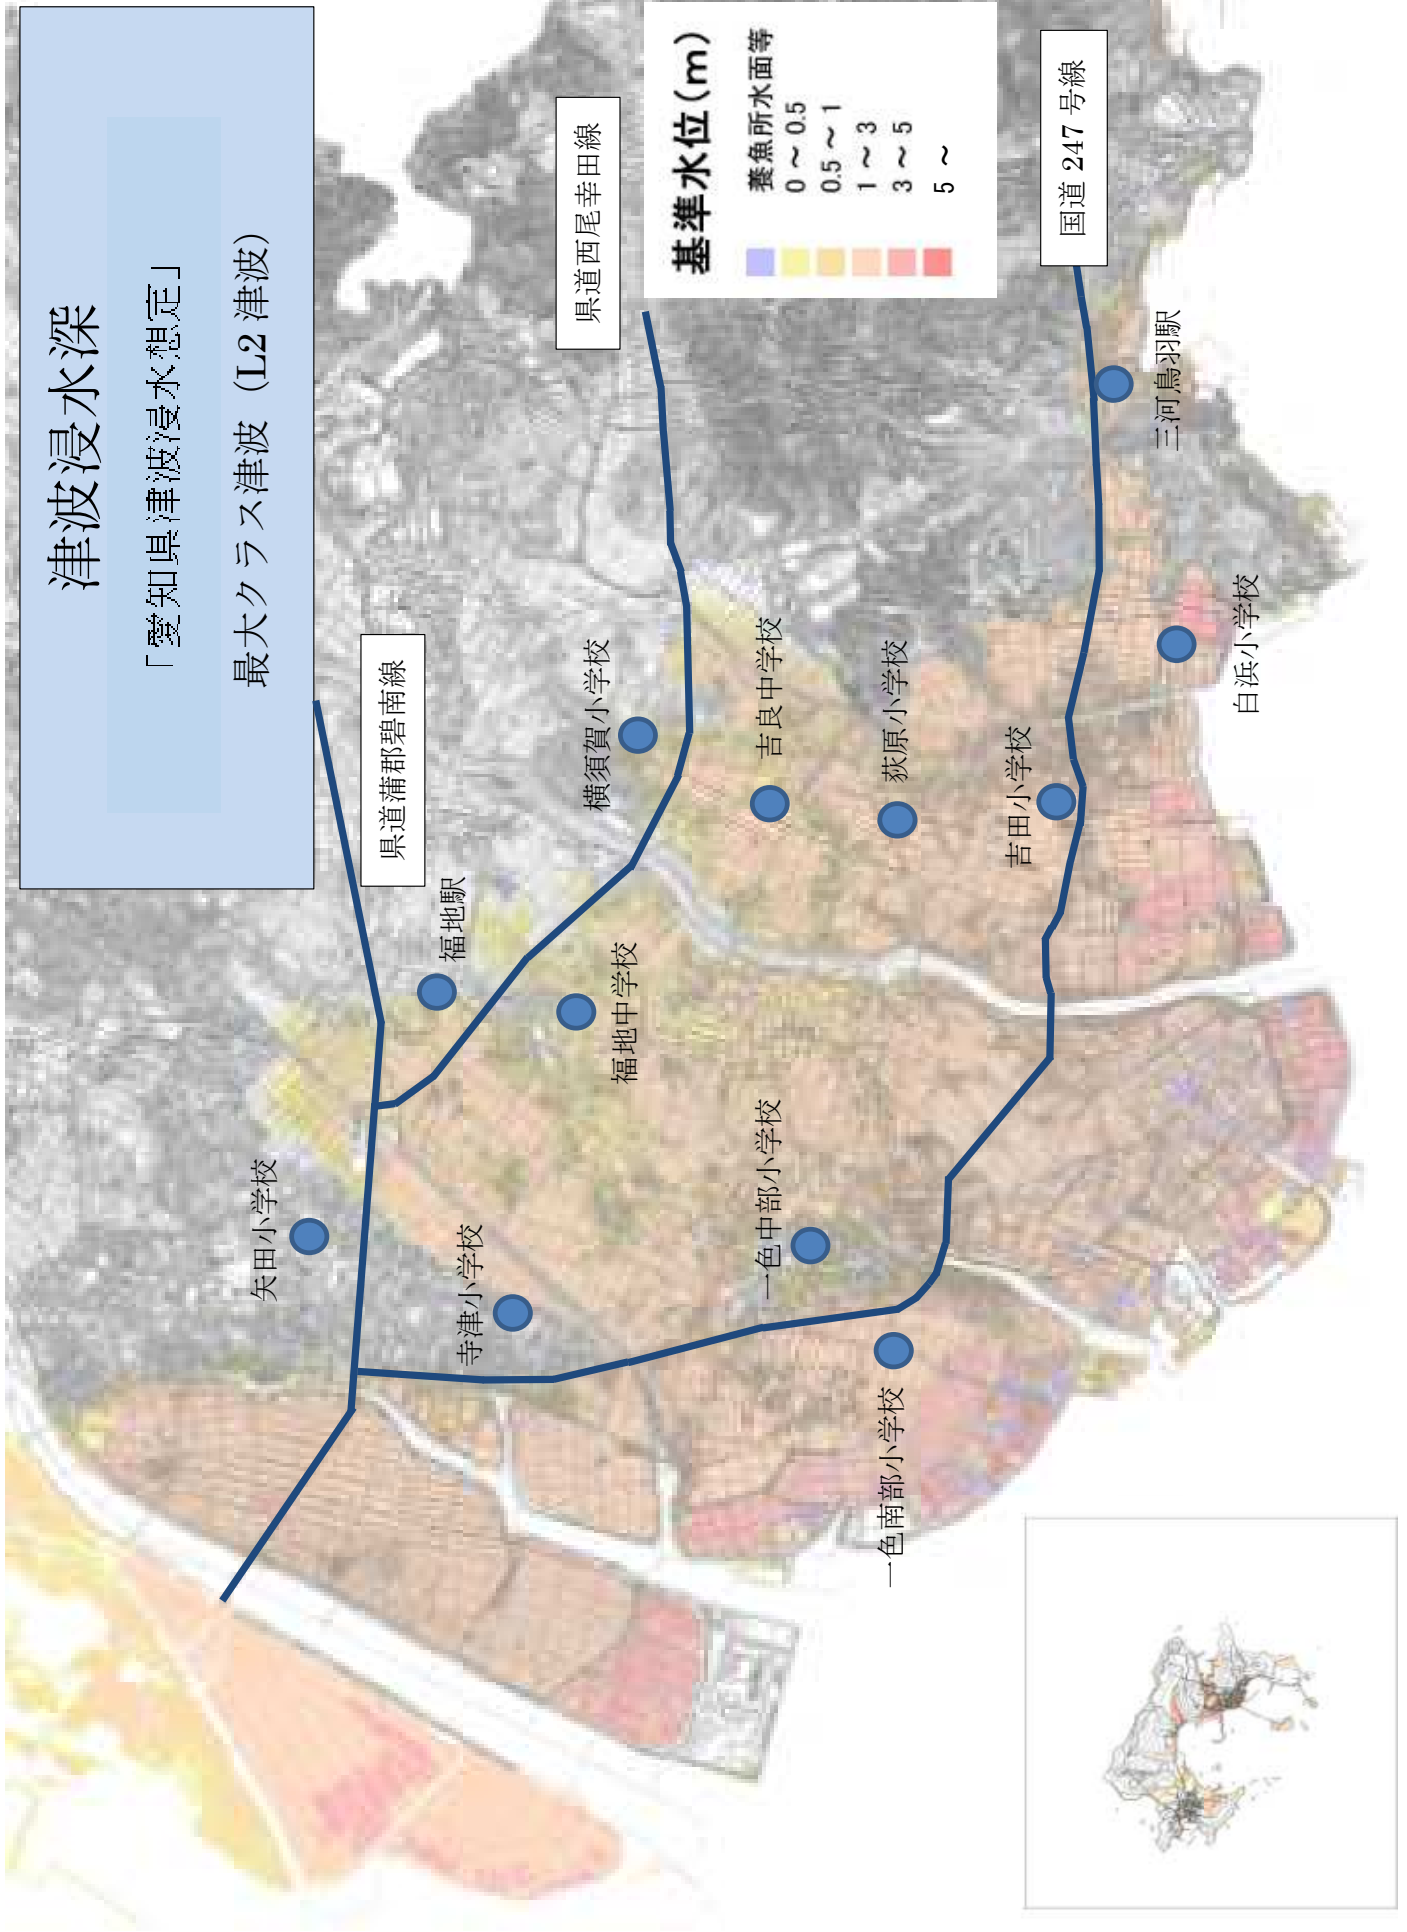 津波浸水深
「愛知県津波浸水想定」
最大クラス津波（L2 津波）
県道蒲郡碧南線
県道西尾幸田線
基準水位(m)
養魚所水面等
0 ～ 0.5
0.5 ～ 1
1 ～ 3
3 ～ 5
5 ～
国道 247 号線
矢田小学校
福地駅
寺津小学校
福地中学校
横須賀小学校
一色中部小学校
吉良中学校
一色南部小学校
荻原小学校
吉田小学校
三河鳥羽駅
白浜小学校